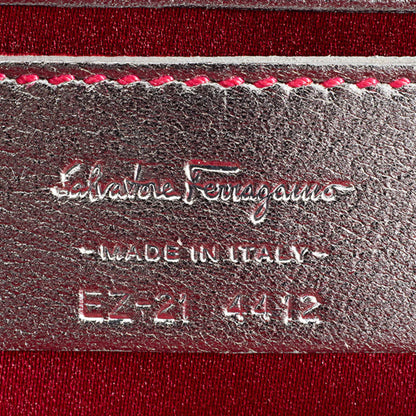 Salvatore Ferragamo
-MADE IN ITALY-
EZ-21 4412